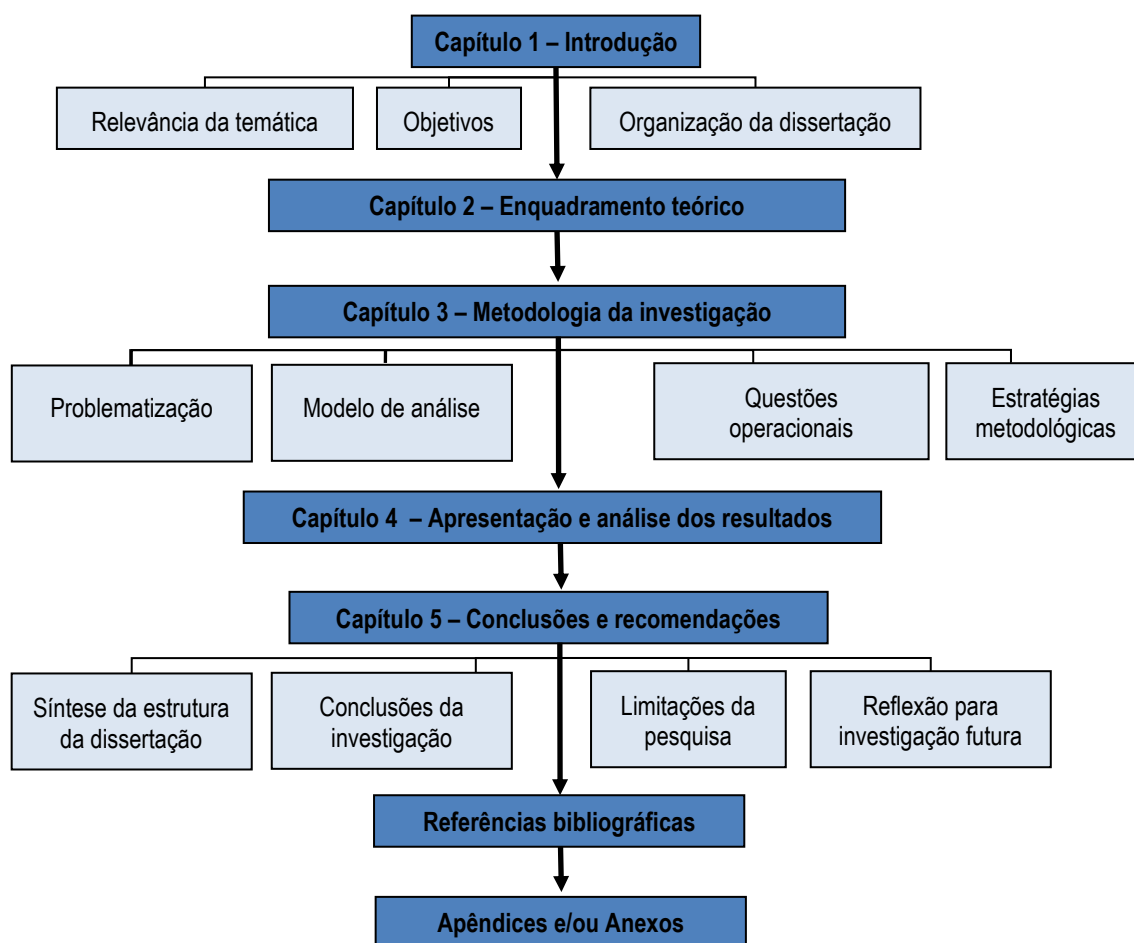 Capítulo 1 – Introdução
Relevância da temática
Objetivos
Organização da dissertação
Capítulo 2 – Enquadramento teórico
Capítulo 3 – Metodologia da investigação
Problematização
Modelo de análise
Questões
operacionais
Estratégias
metodológicas
Capítulo 4 – Apresentação e análise dos resultados
Capítulo 5 – Conclusões e recomendações
Síntese da estrutura
da dissertação
Conclusões da
investigação
Limitações da
pesquisa
Reflexão para
investigação futura
Referências bibliográficas
Apêndices e/ou Anexos